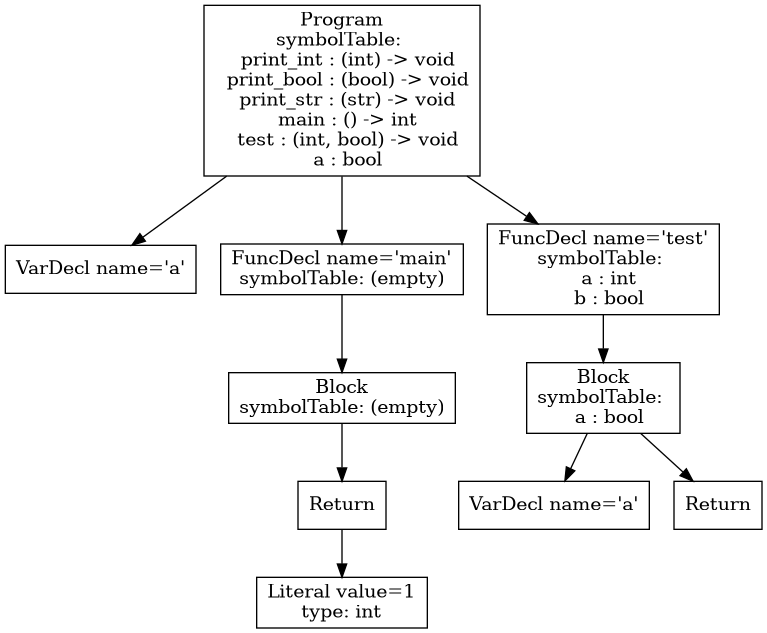 Program
symbolTable:
print_int : (int) -> void
print_bool : (bool) -> void
print_str : (str) -> void
main : () -> int
test : (int, bool) -> void
a : bool
VarDecl name='a'
FuncDecl name='main'
symbolTable: (empty)
FuncDecl name='test'
symbolTable:
a : int
b : bool
Block
symbolTable: (empty)
Block
symbolTable:
a : bool
Return
VarDecl name='a'
Return
Literal value=1
type: int